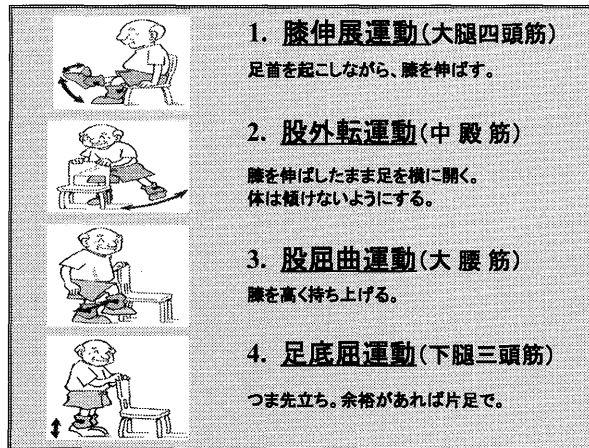 1. 膝伸展運動(大腿四頭筋)
足首を起こしながら、膝を伸ばす。
2. 股外転運動(中 殿 筋)
膝を伸ばしたまま足を横に開く。
体は傾けないようにする。
3. 股屈曲運動(大 腰 筋)
膝を高く持ち上げる。
4. 足底屈運動(下腿三頭筋)
つま先立ち。余裕があれば片足で。